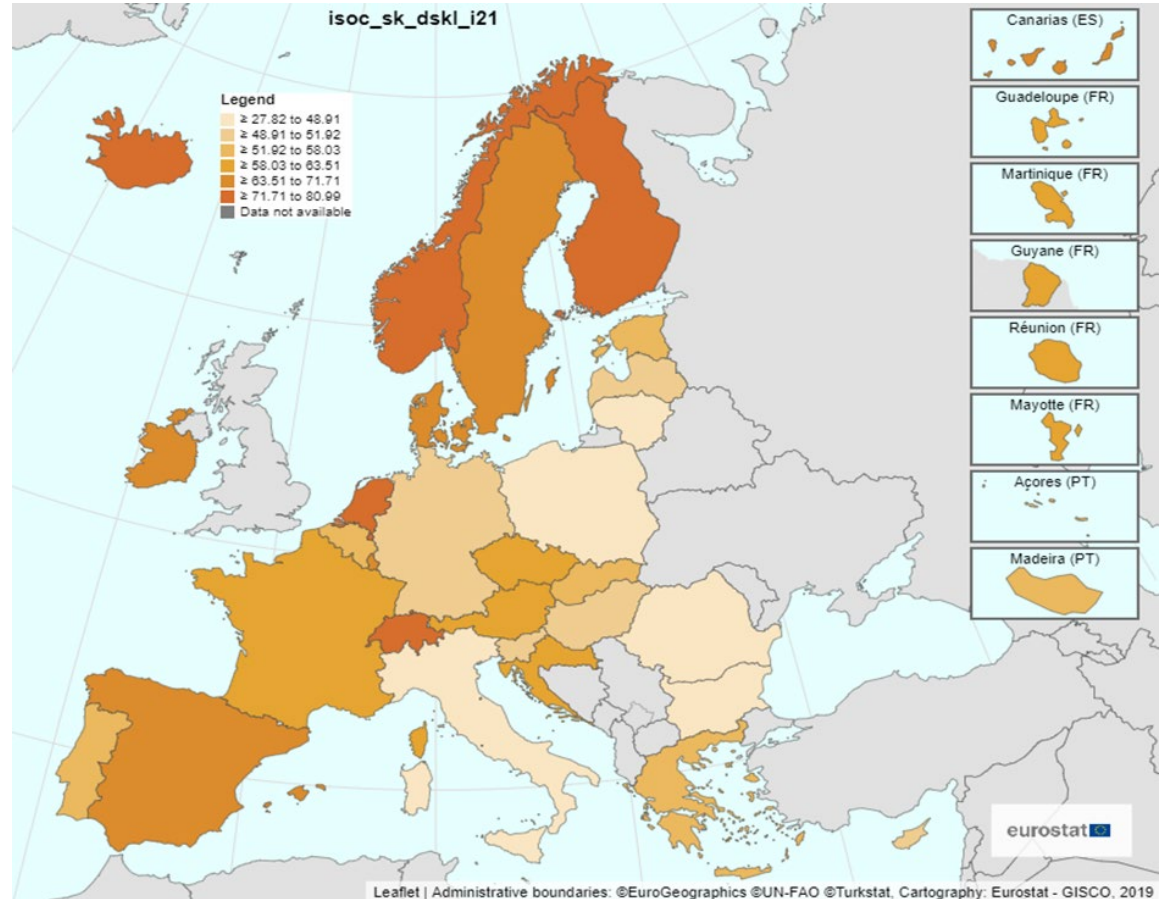 isoc_sk_dskl_i21
Legend
≥ 27.82 to 48.91
≥ 48.91 to 51.92
≥ 51.92 to 58.03
≥ 58.03 to 63.51
≥ 63.51 to 71.71
≥ 71.71 to 80.99
Data not available
Canarias (ES)
Guadeloupe (FR)
Martinique (FR)
Guyane (FR)
Réunion (FR)
Mayotte (FR)
Açores (PT)
Madeira (PT)
eurostat
Leaflet | Administrative boundaries: ©EuroGeographics ©UN-FAO ©Turkstat, Cartography: Eurostat - GISCO, 2019